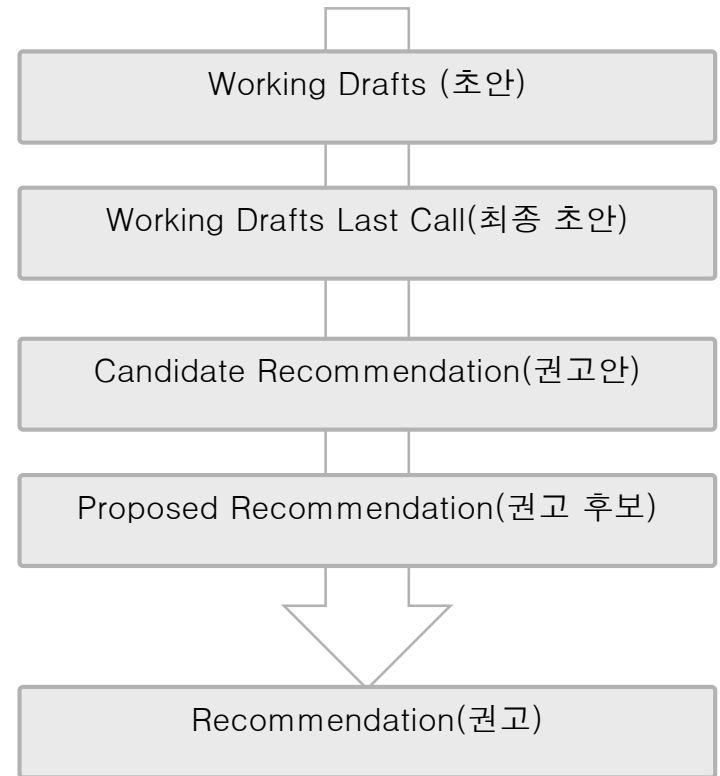 Working Drafts (초안)
Working Drafts Last Call(최종 초안)
Candidate Recommendation(권고안)
Proposed Recommendation(권고 후보)
Recommendation(권고)